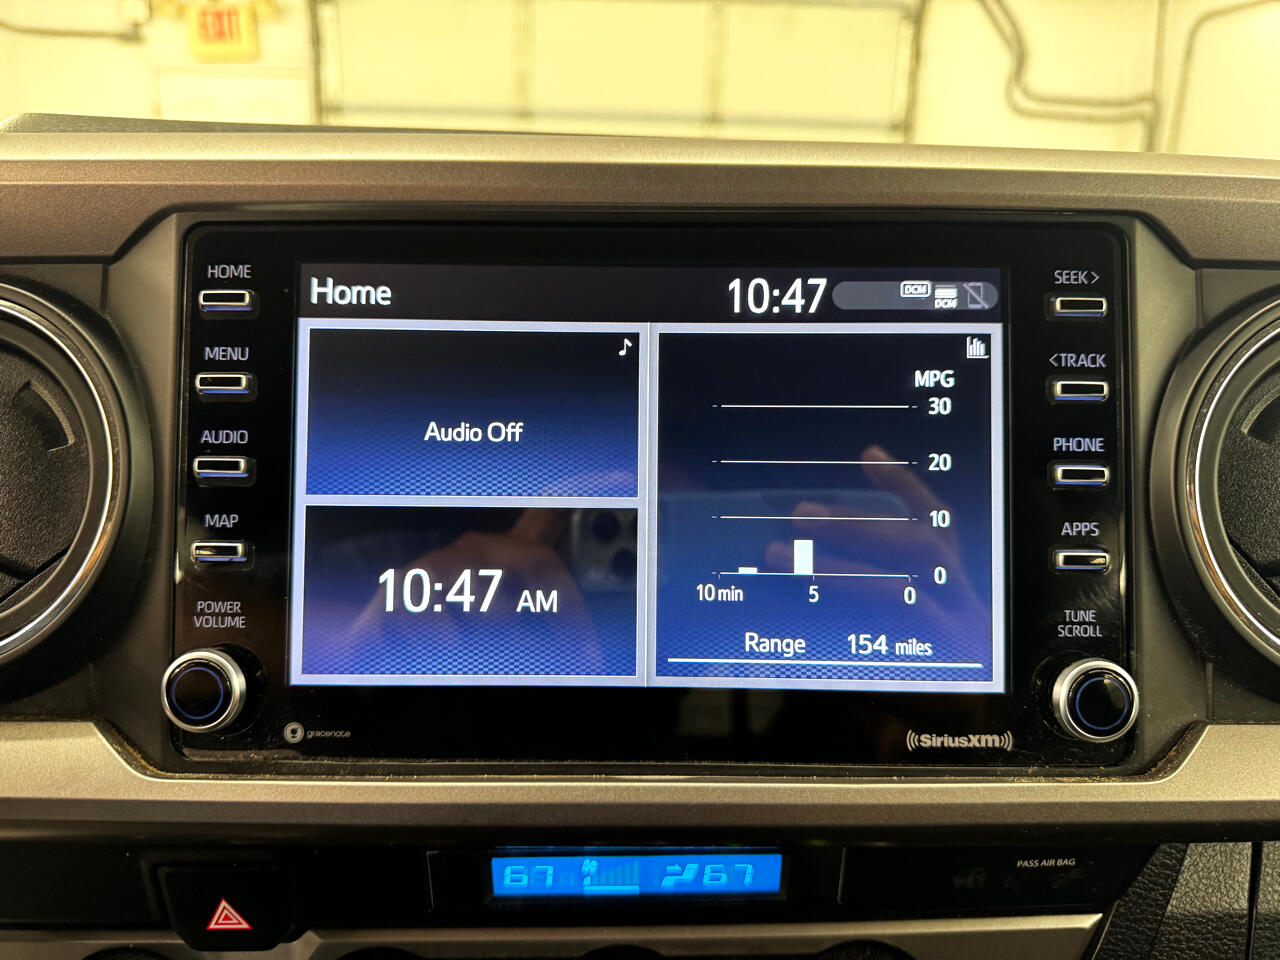 EXIT
HOME
MENU
AUDIO
MAP
POWER
VOLUME
Home
10:47
DCM
DCM
Audio Off
10:47 AM
MPG
30
20
10
0
10 min
5
0
Range 154 miles
SEEK >
< TRACK
PHONE
APPS
TUNE
SCROLL
gracenote
((SiriusXM))
67
67
PASS AIR BAG